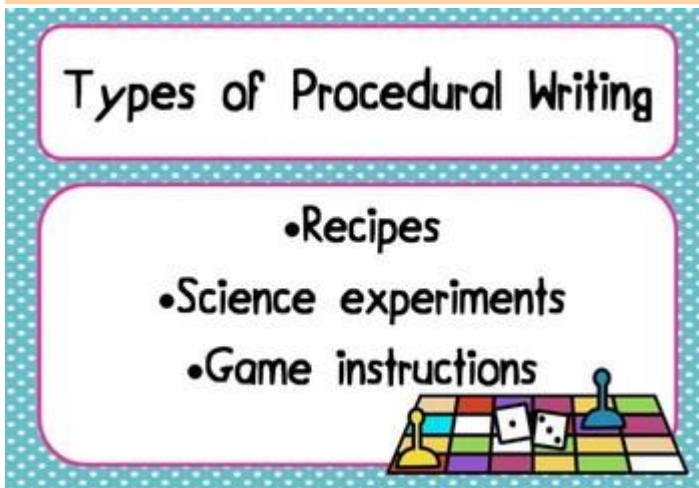 Types of Procedural Writing
•Recipes
•Science experiments
•Game instructions